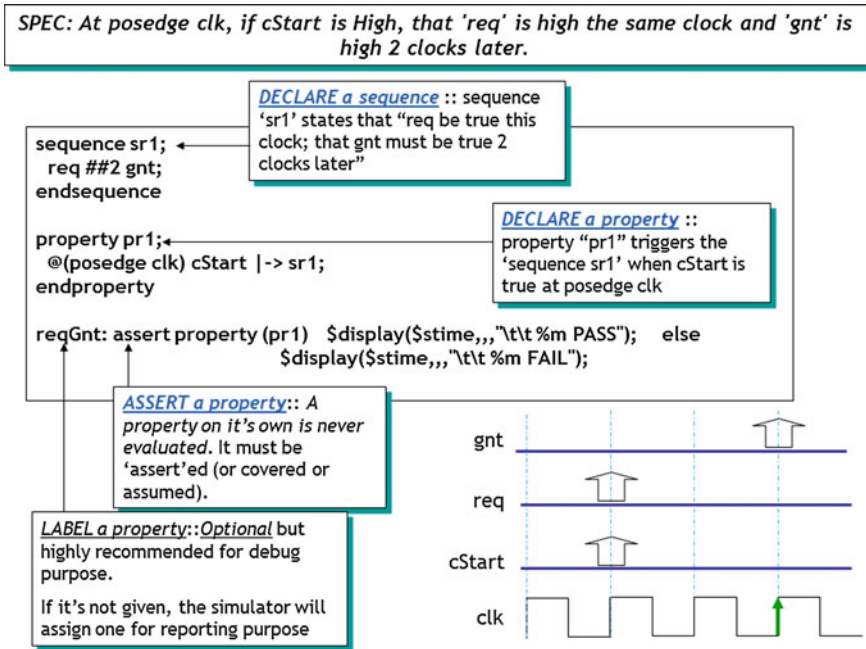 SPEC: At posedge clk, if cStart is High, that 'req' is high the same clock and 'gnt' is
high 2 clocks later.
DECLARE a sequence :: sequence
‘sr1’ states that “req be true this
clock; that gnt must be true 2
clocks later”
sequence sr1;
req ##2 gnt;
endsequence
DECLARE a property ::
property “pr1” triggers the
‘sequence sr1’ when cStart is
true at posedge clk
property pr1;
@(posedge clk) cStart |-> sr1;
endproperty
reqGnt: assert property (pr1) $display($stime,,,"\t\t %m PASS"); else
$display($stime,,,"\t\t %m FAIL");
ASSERT a property:: A
property on it’s own is never
evaluated. It must be
‘assert’ed (or covered or
assumed).
LABEL a property::Optional but
highly recommended for debug
purpose.
If it’s not given, the simulator will
assign one for reporting purpose
gnt
req
cStart
clk